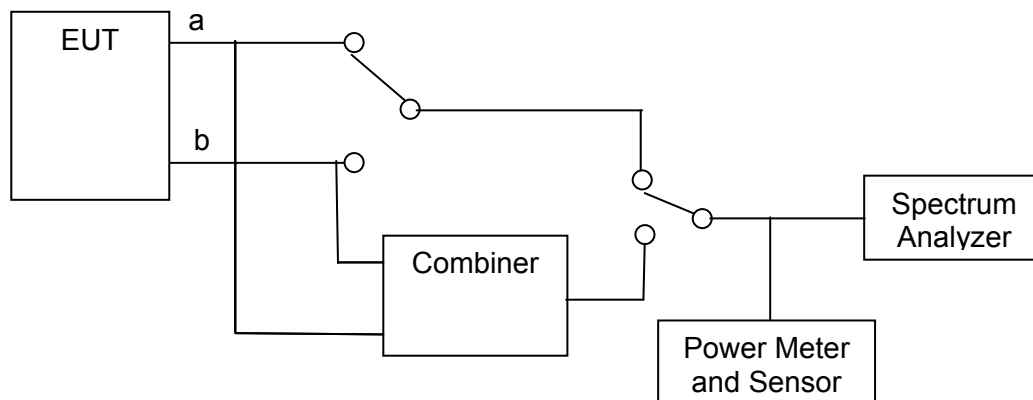 EUT
a
b
Combiner
Spectrum
Analyzer
Power Meter
and Sensor